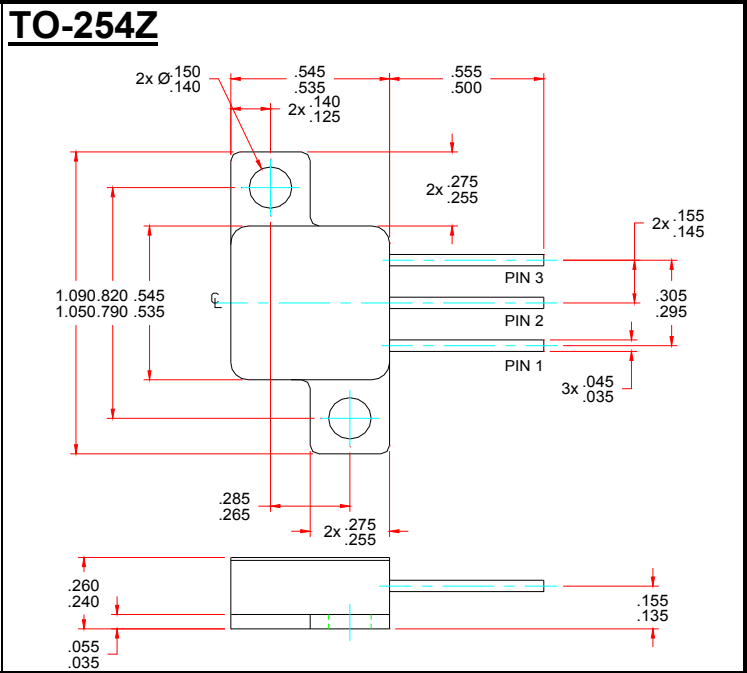 TO-254Z
2x Ø.150
.140
.545
.535
.555
.500
2x .140
.125
2x .275
.255
2x .155
.145
PIN 3
1.090 .820 .545
1.050 .790 .535
℄
.305
.295
PIN 2
PIN 1
3x .045
.035
.285
.265
2x .275
.255
.260
.240
.155
.135
.055
.035